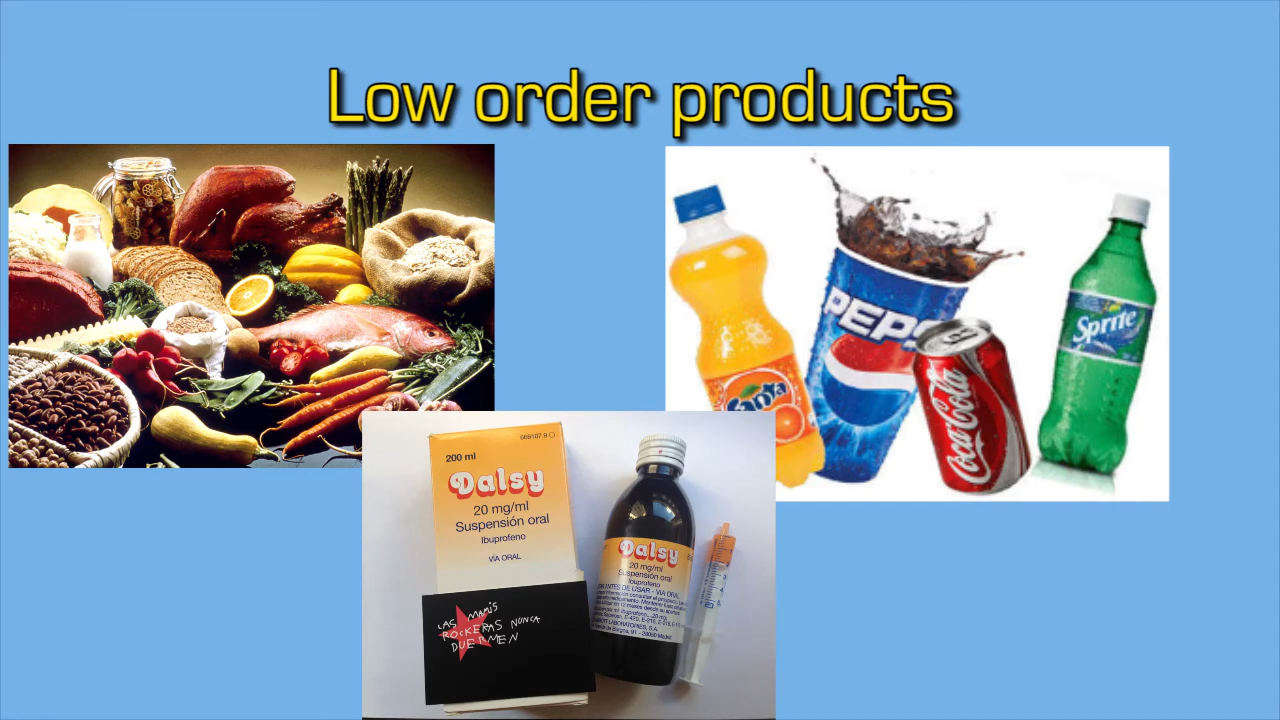 Low order products
Fanta
PEPSI
Coca-Cola
Sprite
200 ml
Dalsy
20 mg/ml
Suspensión oral
Ibuprofeno
VÍA ORAL
LAS MAMIS
ROCKERAS NUNCA
DUERMEN
Dalsy
20 mg/ml
Suspensión oral
Ibuprofeno